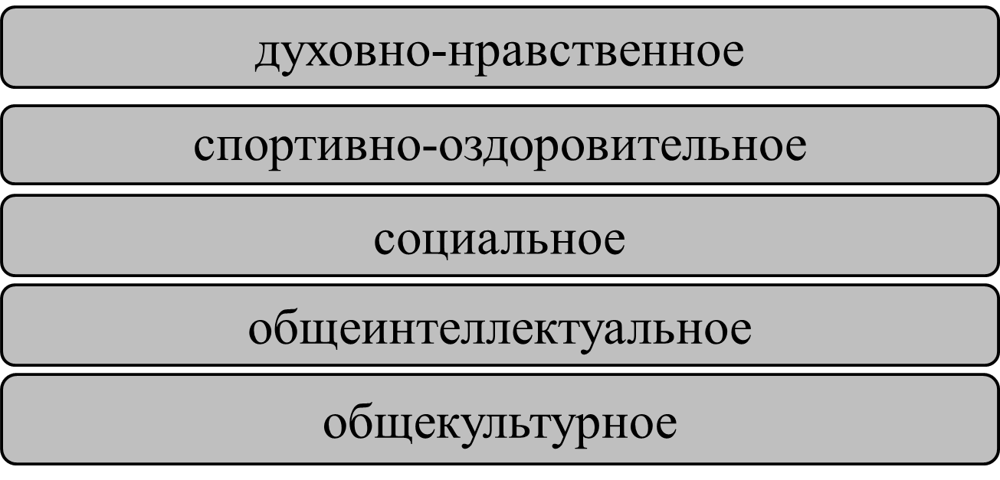 духовно-нравственное
спортивно-оздоровительное
социальное
общеинтеллектуальное
общекультурное